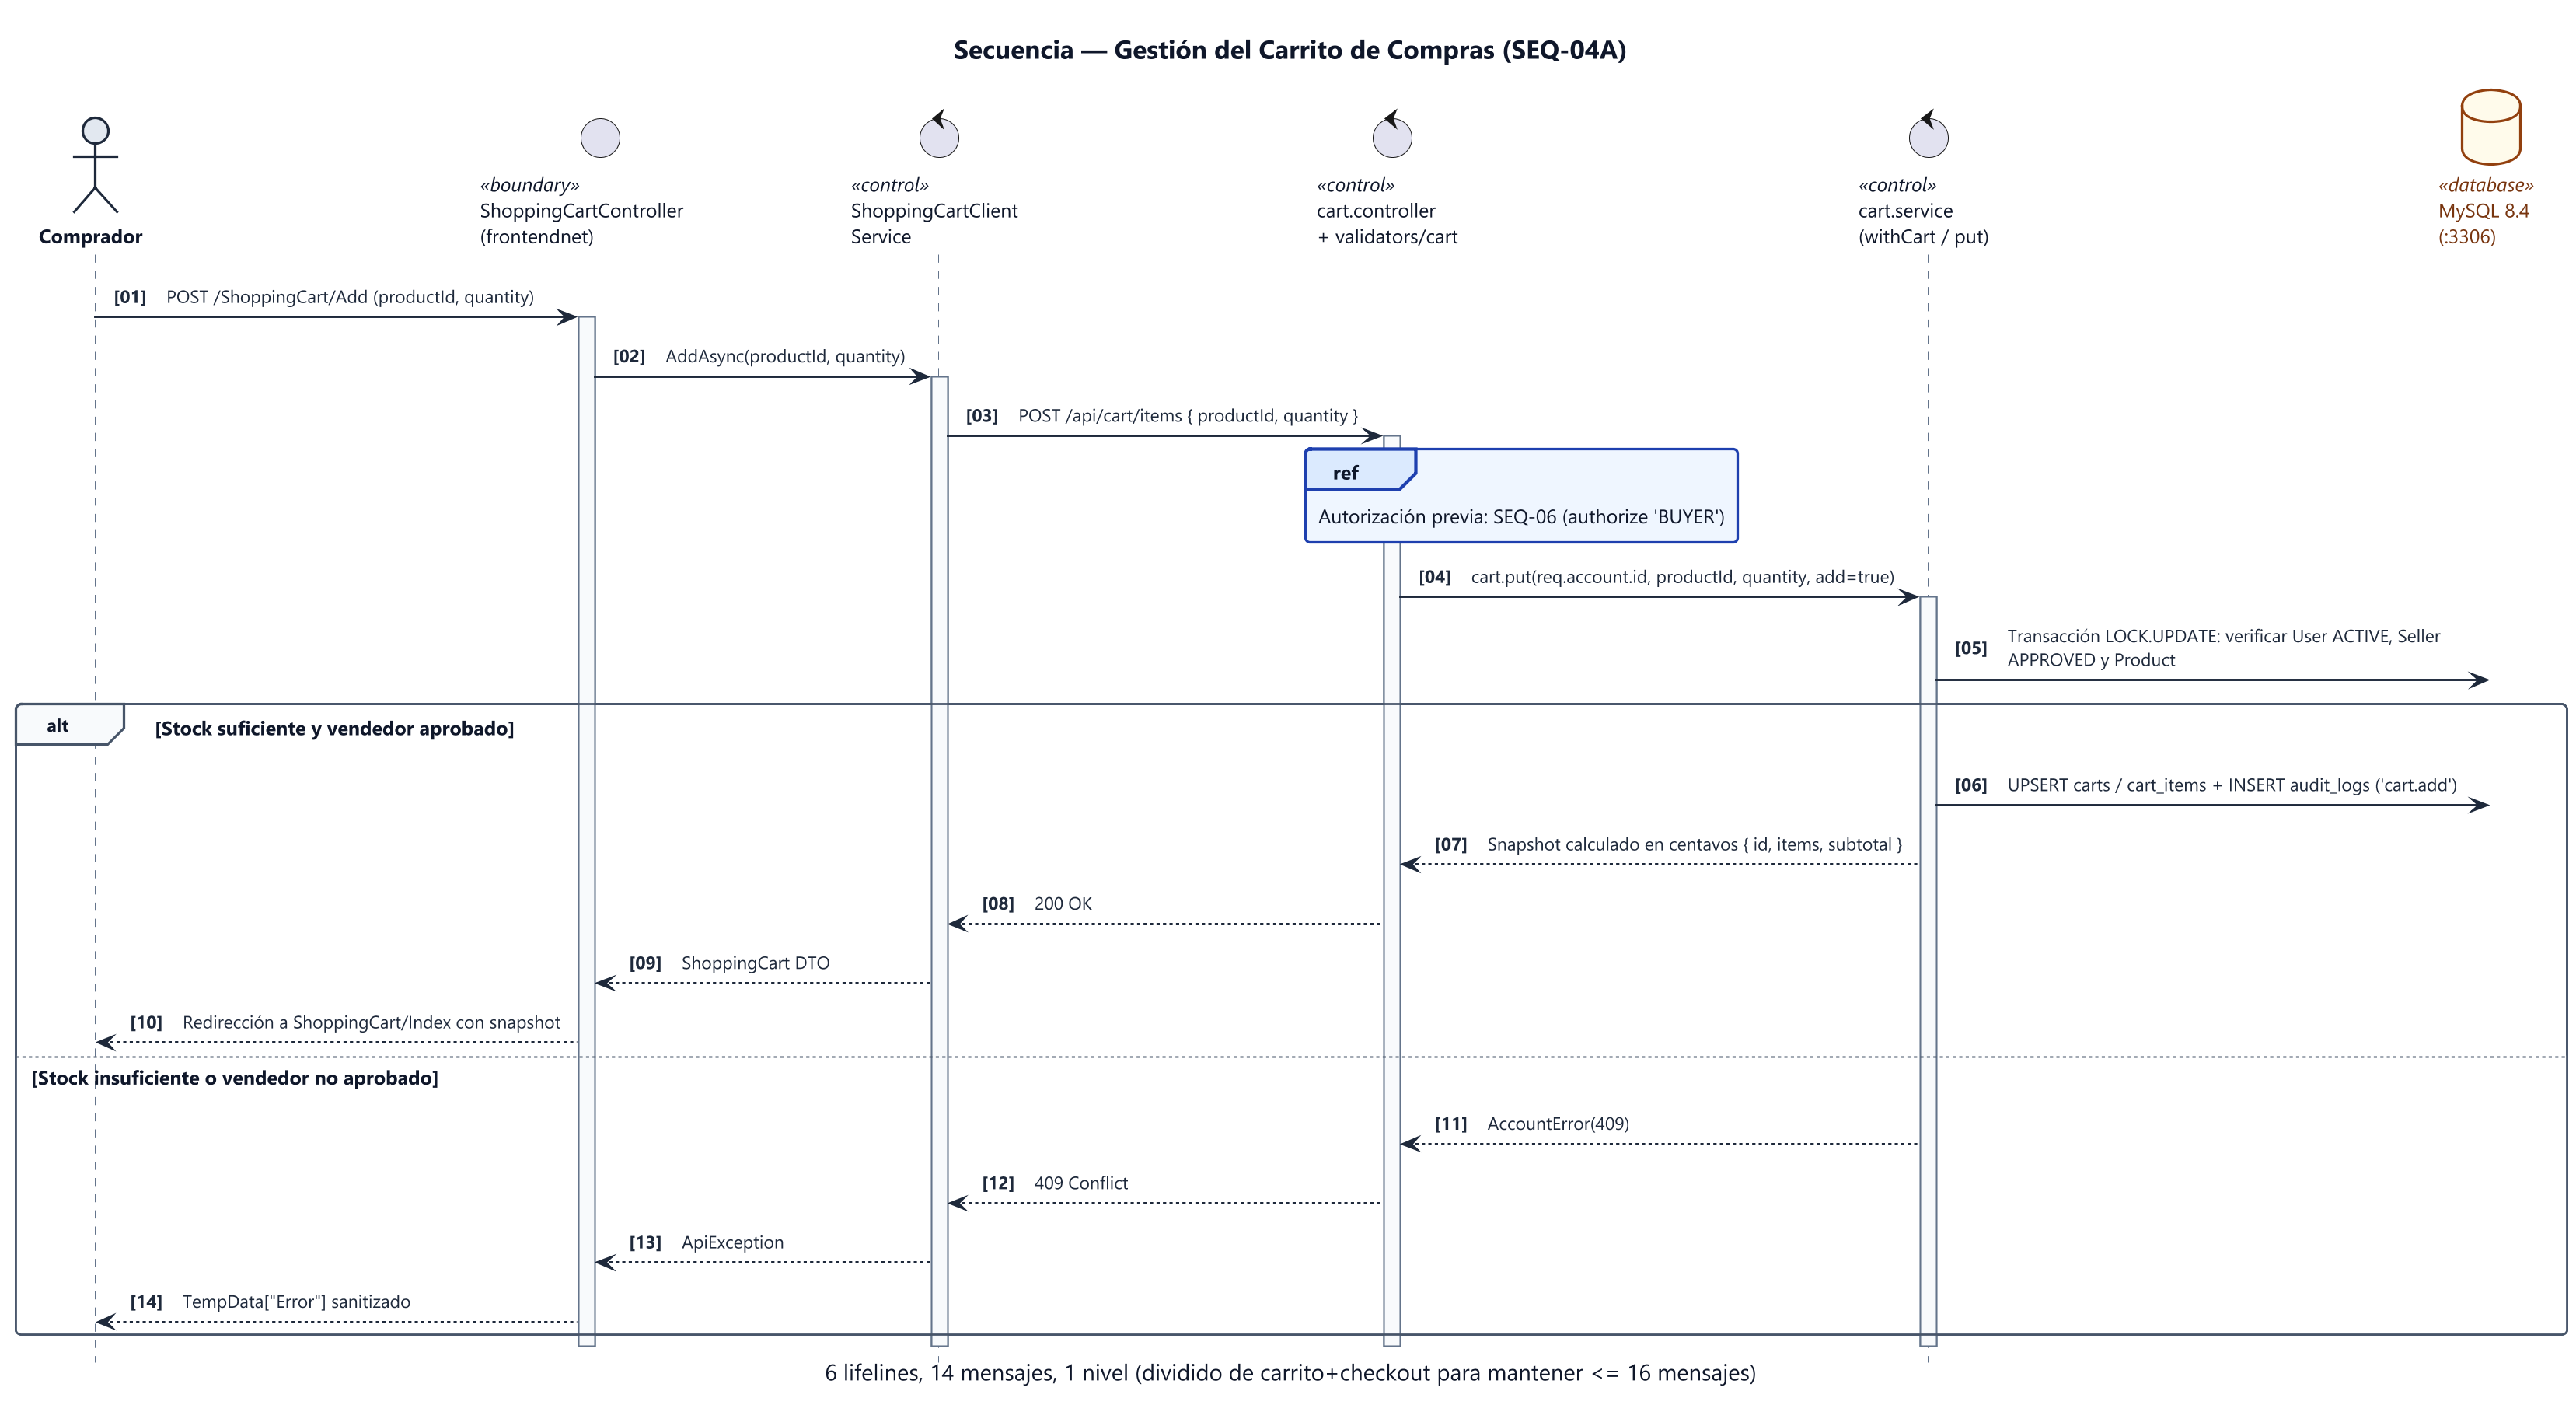 Secuencia — Gestión del Carrito de Compras (SEQ-04A)
Comprador
«boundary»
ShoppingCartController
(frontendnet)
«control»
ShoppingCartClient
Service
«control»
cart.controller
+ validators/cart
«control»
cart.service
(withCart / put)
«database»
MySQL 8.4
(:3306)
[01] POST /ShoppingCart/Add (productId, quantity)
[02] AddAsync(productId, quantity)
[03] POST /api/cart/items { productId, quantity }
ref
Autorización previa: SEQ-06 (authorize 'BUYER')
[04] cart.put(req.account.id, productId, quantity, add=true)
[05] Transacción LOCK.UPDATE: verificar User ACTIVE, Seller
APPROVED y Product
alt [Stock suficiente y vendedor aprobado]
[06] UPSERT carts / cart_items + INSERT audit_logs ('cart.add')
[07] Snapshot calculado en centavos { id, items, subtotal }
[08] 200 OK
[09] ShoppingCart DTO
[10] Redirección a ShoppingCart/Index con snapshot
[Stock insuficiente o vendedor no aprobado]
[11] AccountError(409)
[12] 409 Conflict
[13] ApiException
[14] TempData["Error"] sanitizado
6 lifelines, 14 mensajes, 1 nivel (dividido de carrito+checkout para mantener <= 16 mensajes)